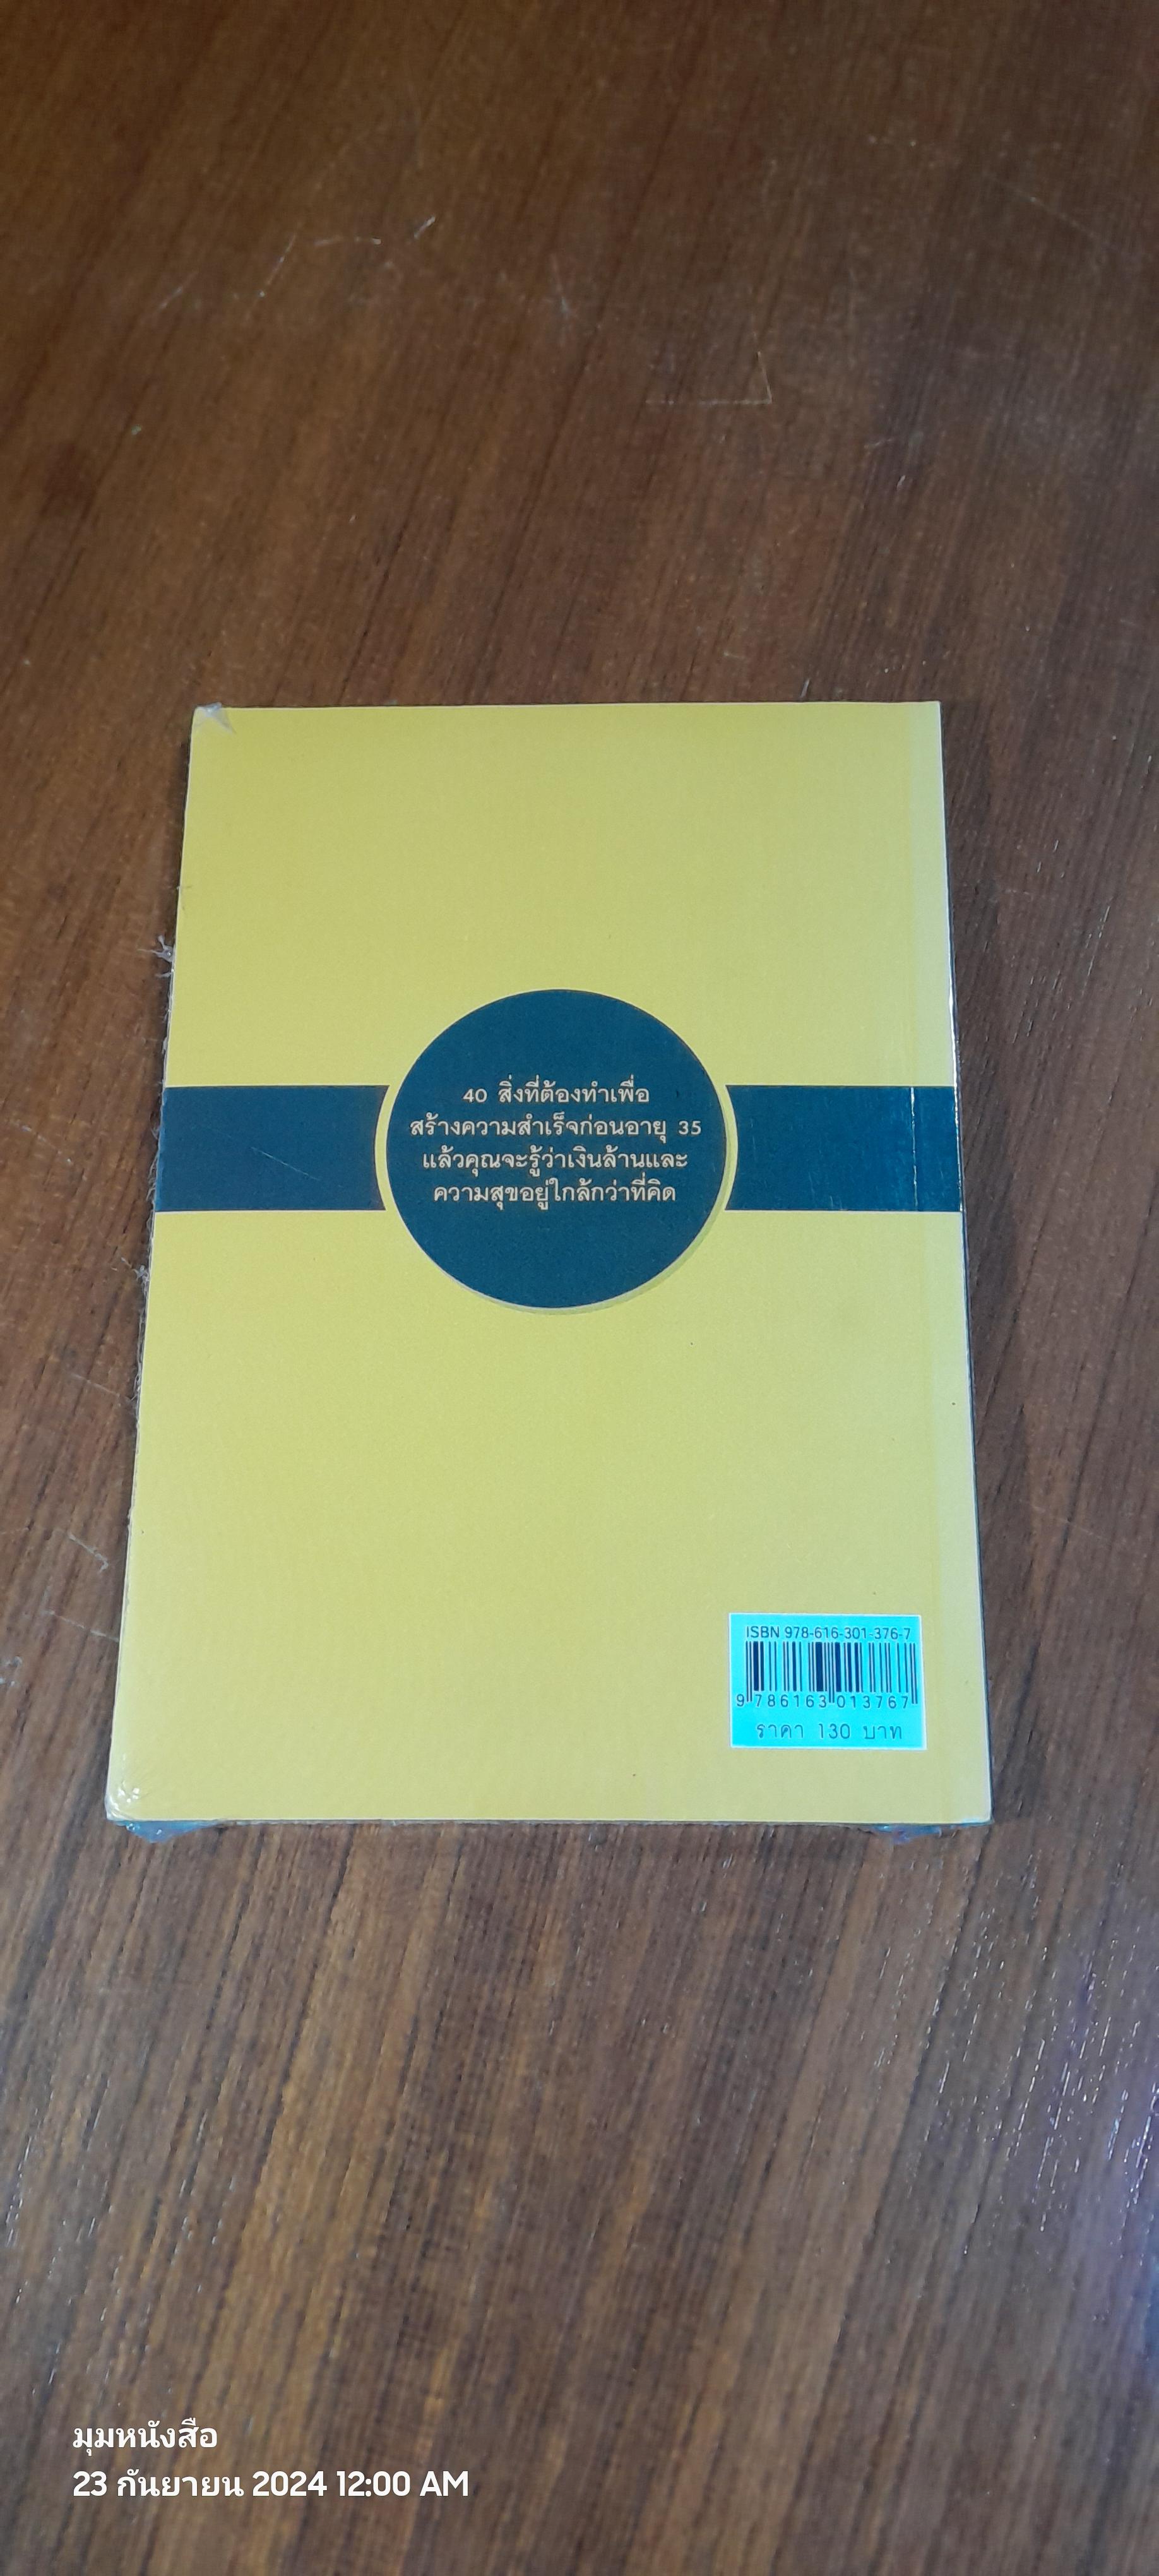 40 สิ่งที่ต้องทำเพื่อ
สร้างความสำเร็จก่อนอายุ 35
แล้วคุณจะรู้ว่าเงินล้านและ
ความสุขอยู่ใกล้กว่าที่คิด
ISBN 978-616-301-376-7
9 786163 013767
ราคา 130 บาท
มุมหนังสือ
23 กันยายน 2024 12:00 AM